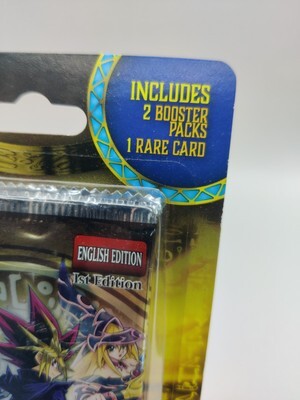 INCLUDES
2 BOOSTER
PACKS
1 RARE CARD
ENGLISH EDITION
1st Edition